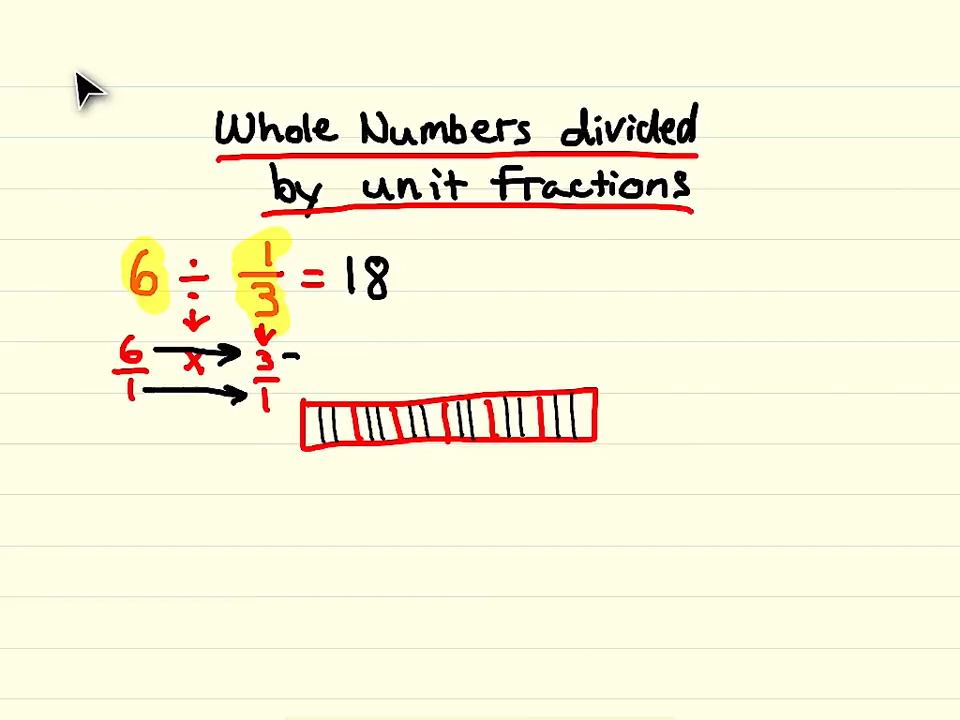 Whole Numbers divided
by unit fractions
6 ÷ 1/3 = 18
6/1 × 3/1 -